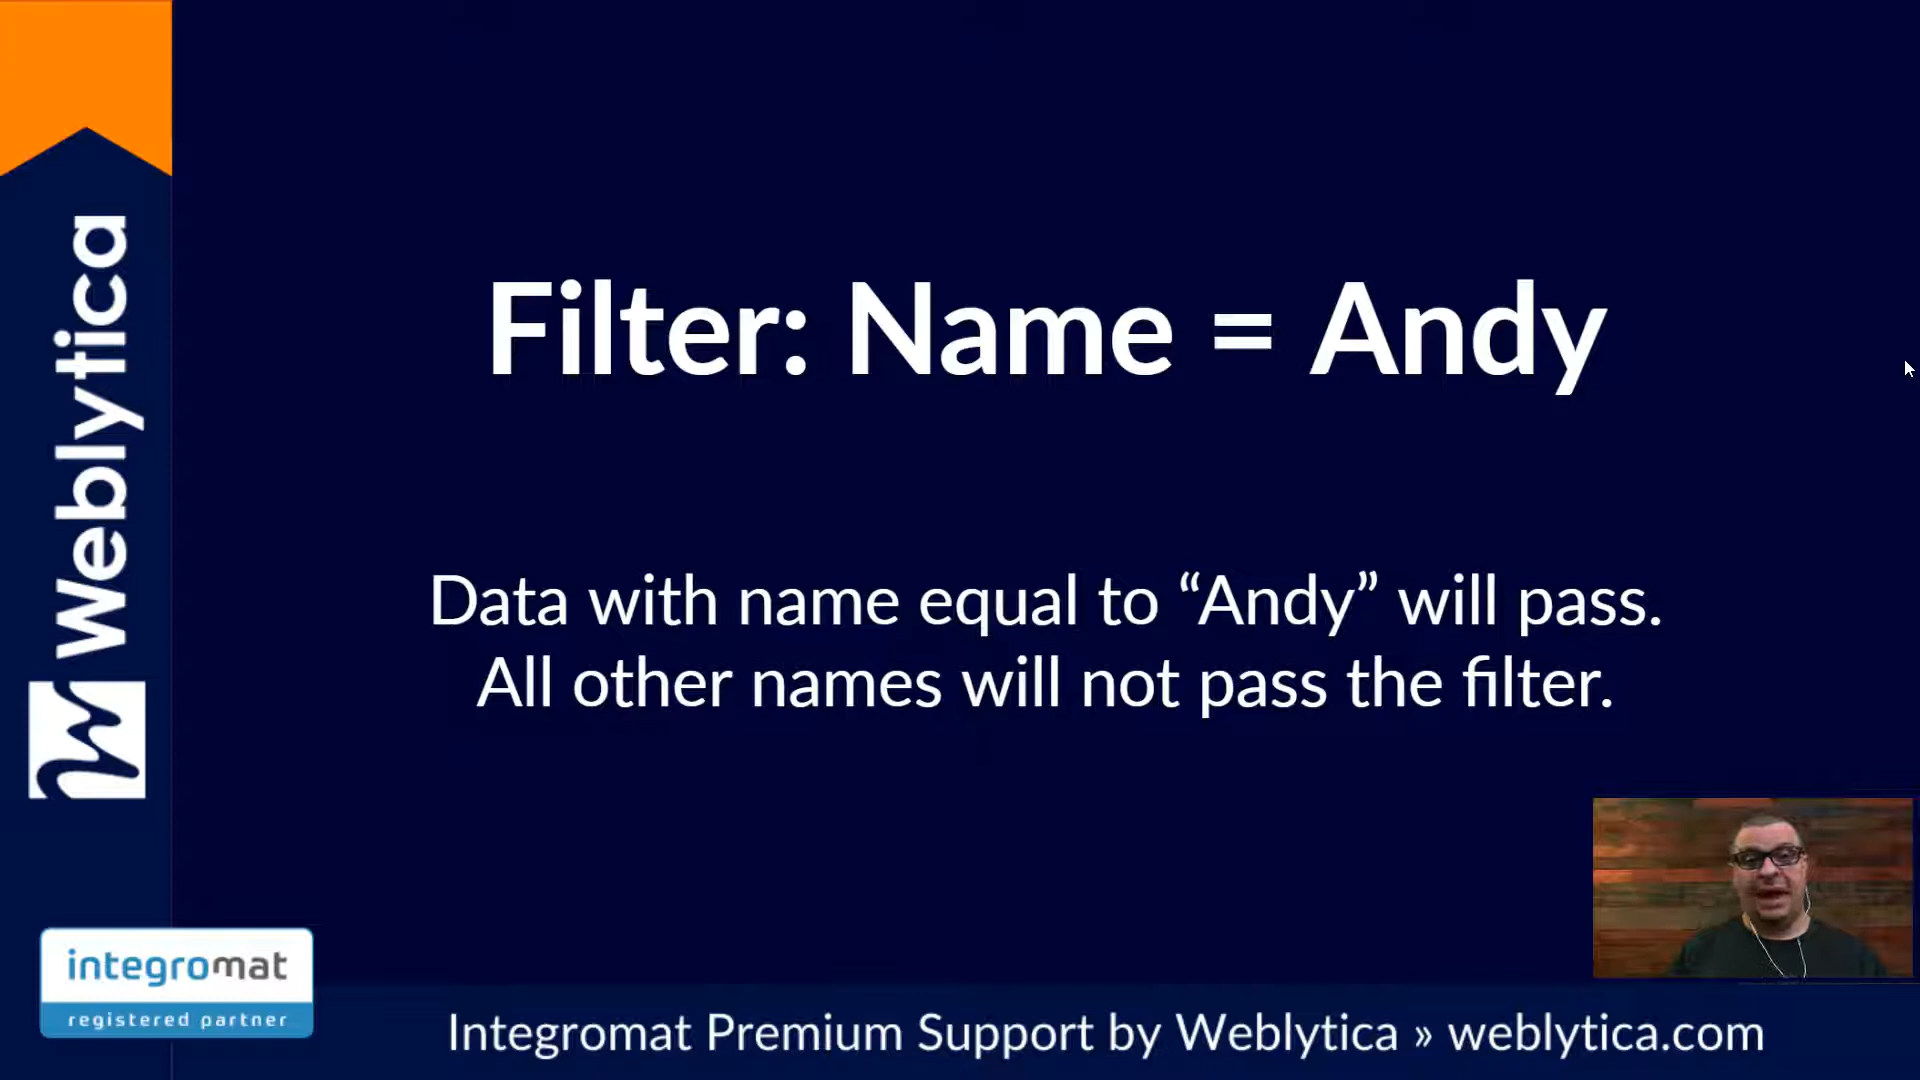 Weblytica
Filter: Name = Andy
Data with name equal to “Andy” will pass.
All other names will not pass the filter.
integromat
registered partner
Integromat Premium Support by Weblytica » weblytica.com